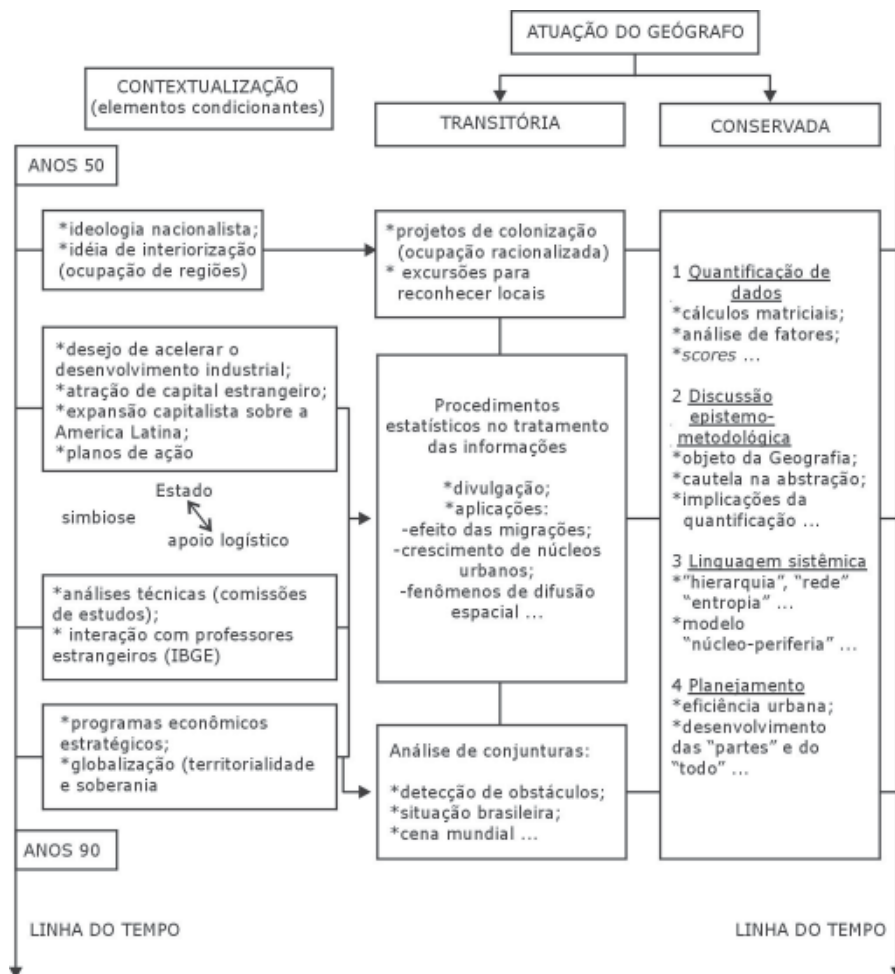 ATUAÇÃO DO GEÓGRAFO
CONTEXTUALIZAÇÃO
(elementos condicionantes)
TRANSITÓRIA
CONSERVADA
ANOS 50
*ideologia nacionalista;
*idéia de interiorização
(ocupação de regiões)
*projetos de colonização
(ocupação racionalizada)
* excursões para
reconhecer locais
*desejo de acelerar o
desenvolvimento industrial;
*atração de capital estrangeiro;
*expansão capitalista sobre a
America Latina;
*planos de ação
Estado
simbiose
apoio logístico
*análises técnicas (comissões
de estudos);
* interação com professores
estrangeiros (IBGE)
Procedimentos
estatísticos no tratamento
das informações
*divulgação;
*aplicações:
-efeito das migrações;
-crescimento de núcleos
urbanos;
-fenômenos de difusão
espacial ...
*programas econômicos
estratégicos;
*globalização (territorialidade
e soberania
Análise de conjunturas:
*detecção de obstáculos;
*situação brasileira;
*cena mundial ...
1 Quantificação de
dados
*cálculos matriciais;
*análise de fatores;
*scores ...
2 Discussão
epistemo-
metodológica
*objeto da Geografia;
*cautela na abstração;
*implicações da
quantificação ...
3 Linguagem sistêmica
*"hierarquia", "rede"
"entropia" ...
*modelo
"núcleo-periferia" ...
4 Planejamento
*eficiência urbana;
*desenvolvimento
das "partes" e do
"todo" ...
ANOS 90
LINHA DO TEMPO
LINHA DO TEMPO